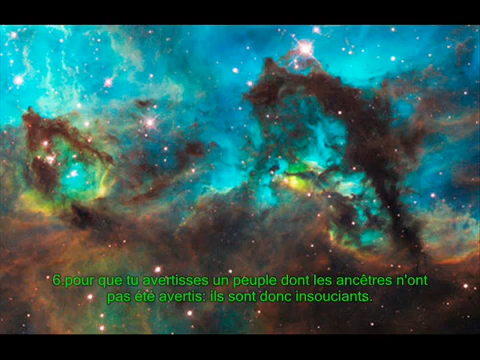 6.pour que tu avertisses un peuple dont les ancêtres n'ont
pas été avertis: ils sont donc insouciants.